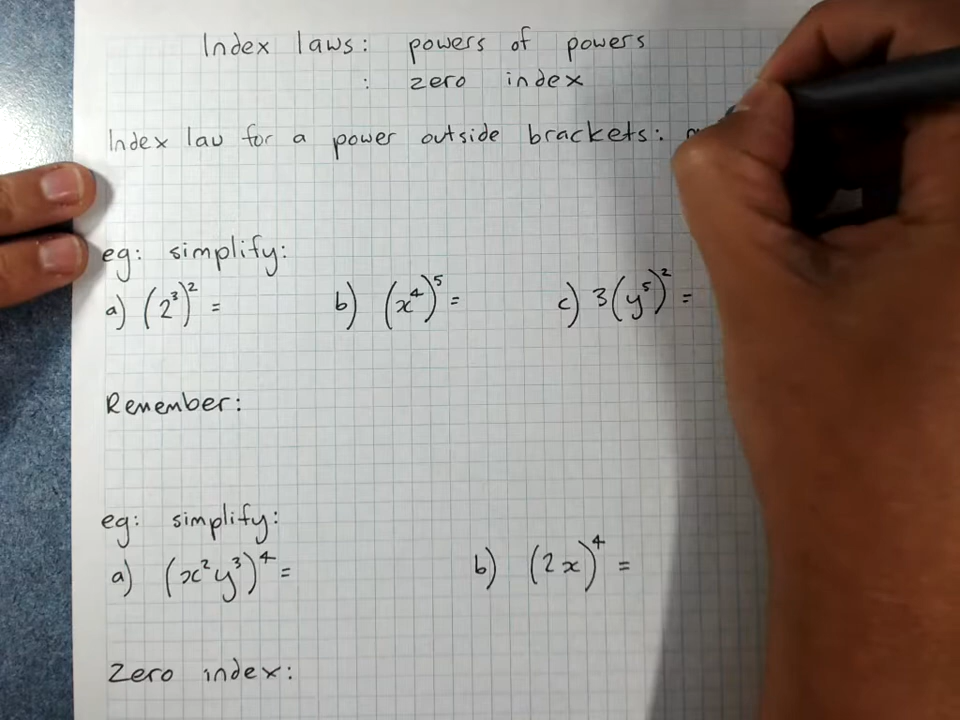 Index laws: powers of powers
: zero index
Index law for a power outside brackets:
eg: simplify:
a) (2³)² = b) (x⁴)⁵ = c) 3(y⁵)² =
Remember:
eg: simplify:
a) (x²y³)⁴ = b) (2x)⁴ =
Zero index: